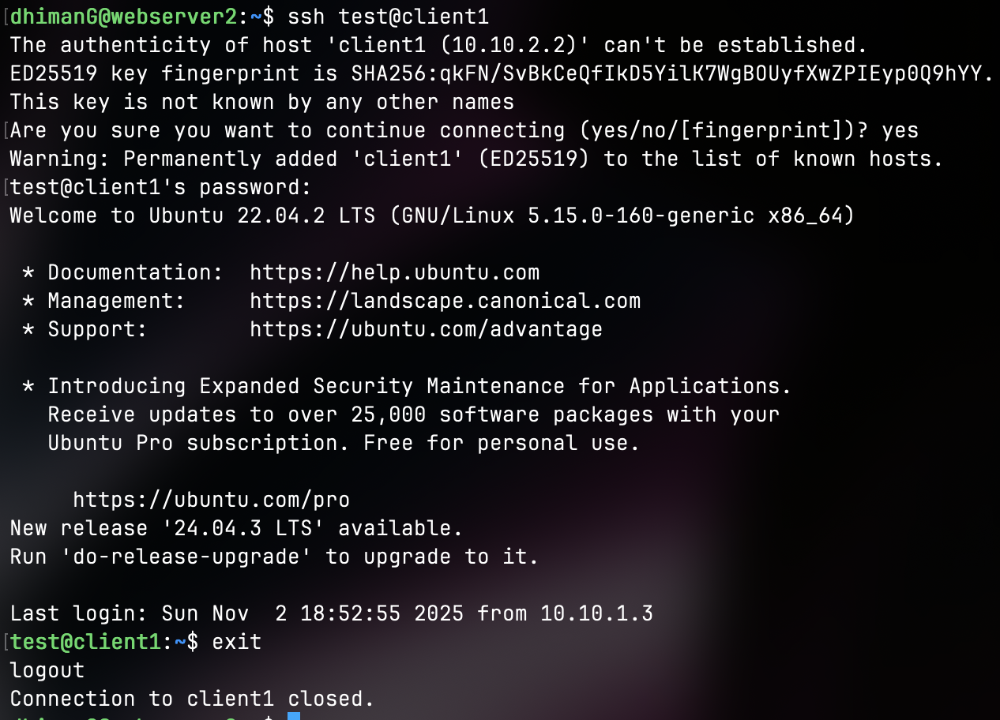 dhimanG@webserver2:~$ ssh test@client1
The authenticity of host 'client1 (10.10.2.2)' can't be established.
ED25519 key fingerprint is SHA256:qkFN/SvBkCeQfIkD5YilK7WgBOUyfXwZPIEyp0Q9hYY.
This key is not known by any other names
Are you sure you want to continue connecting (yes/no/[fingerprint])? yes
Warning: Permanently added 'client1' (ED25519) to the list of known hosts.
test@client1's password:
Welcome to Ubuntu 22.04.2 LTS (GNU/Linux 5.15.0-160-generic x86_64)
* Documentation:  https://help.ubuntu.com
* Management:     https://landscape.canonical.com
* Support:        https://ubuntu.com/advantage
* Introducing Expanded Security Maintenance for Applications.
Receive updates to over 25,000 software packages with your
Ubuntu Pro subscription. Free for personal use.
https://ubuntu.com/pro
New release '24.04.3 LTS' available.
Run 'do-release-upgrade' to upgrade to it.
Last login: Sun Nov  2 18:52:55 2025 from 10.10.1.3
test@client1:~$ exit
logout
Connection to client1 closed.